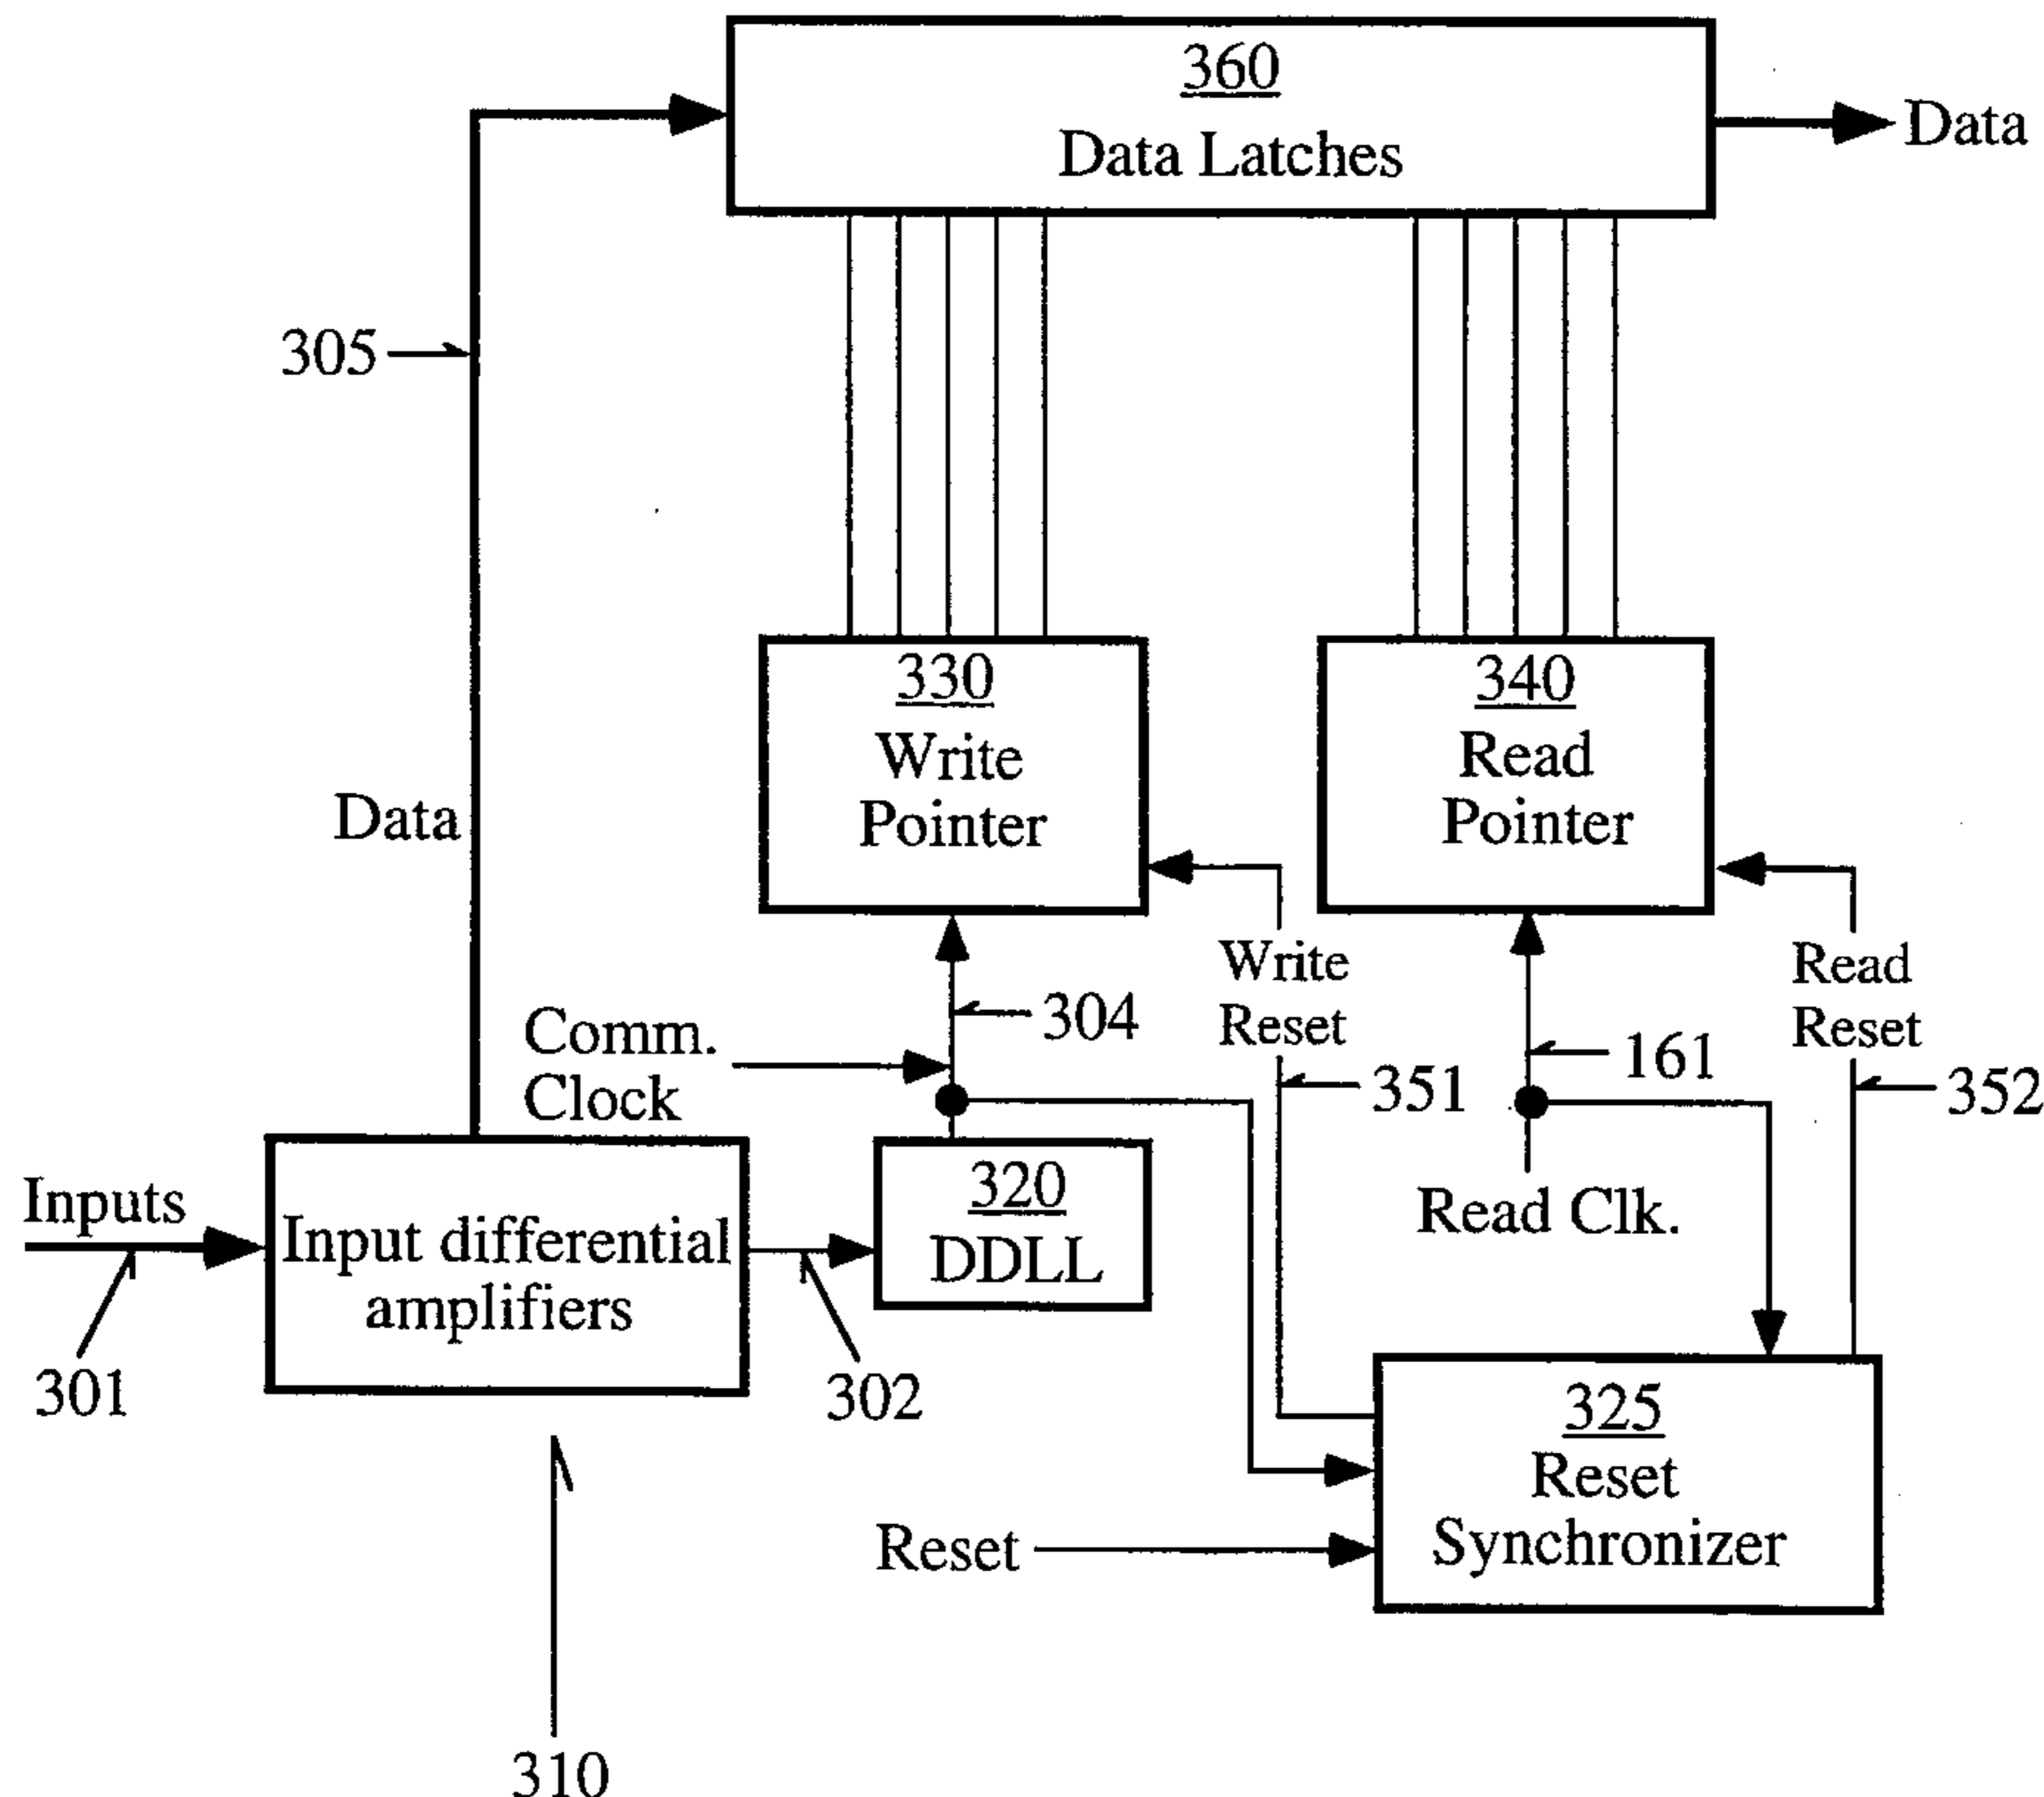 360
Data Latches
Data
305
330
Write
Pointer
340
Read
Pointer
Data
Write
Reset
Read
Reset
304
Comm.
Clock
161
351
352
Inputs
Input differential
amplifiers
320
DDLL
Read Clk.
301
302
325
Reset
Synchronizer
Reset
310